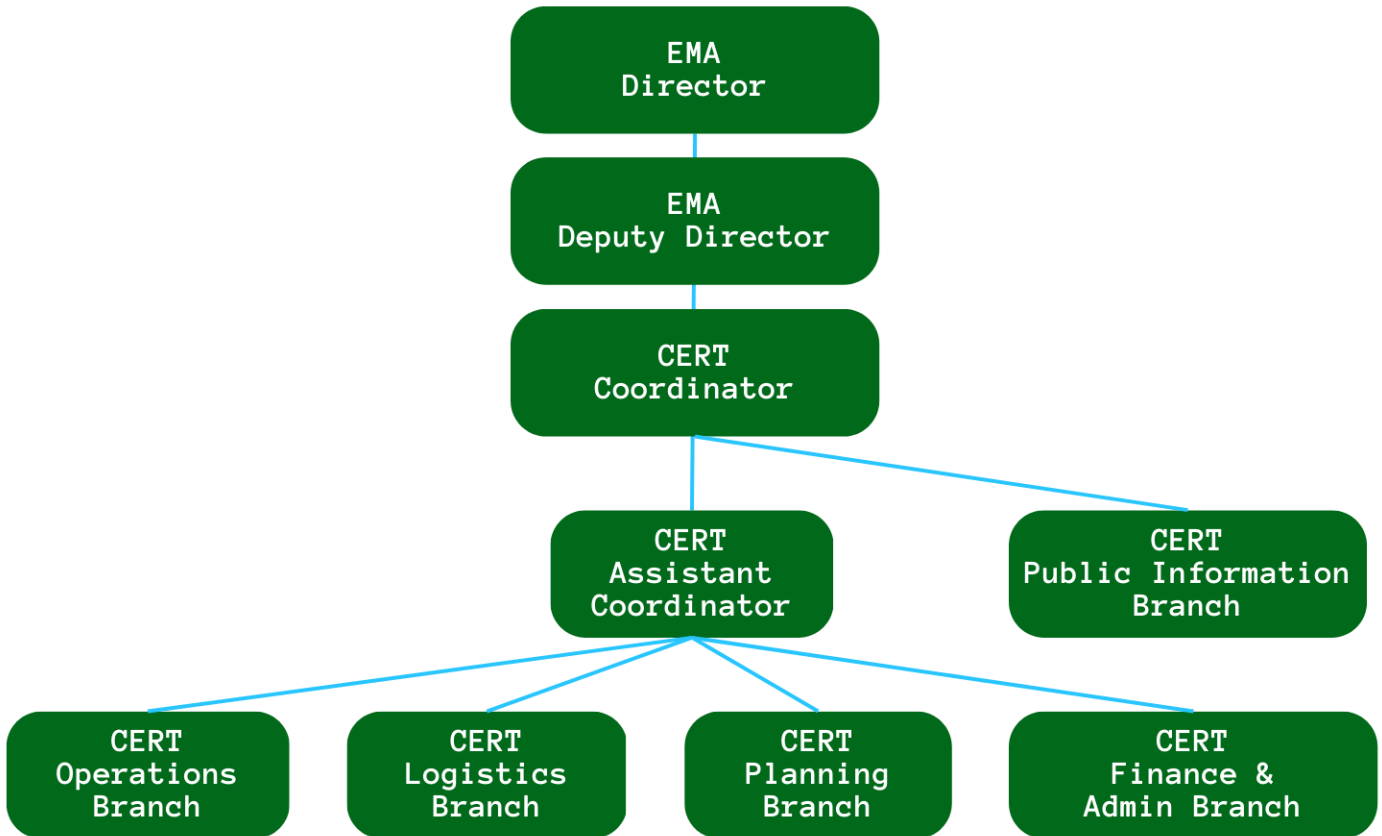 EMA
Director
EMA
Deputy Director
CERT
Coordinator
CERT
Assistant
Coordinator
CERT
Public Information
Branch
CERT
Operations
Branch
CERT
Logistics
Branch
CERT
Planning
Branch
CERT
Finance &
Admin Branch